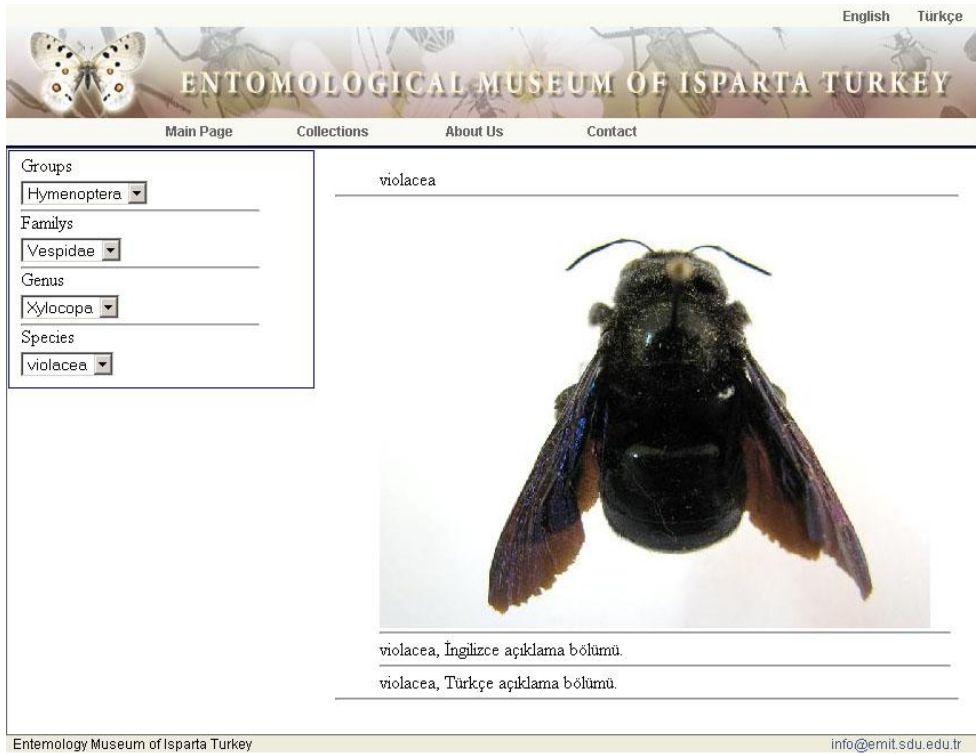 English Türkçe
ENTOMOLOGICAL MUSEUM OF ISPARTA TURKEY
Main Page Collections About Us Contact
Groups
Hymenoptera
Familys
Vespidae
Genus
Xylocopa
Species
violacea
violacea
violacea, İngilizce açıklama bölümü.
violacea, Türkçe açıklama bölümü.
Entemology Museum of Isparta Turkey info@emit.sdu.edu.tr